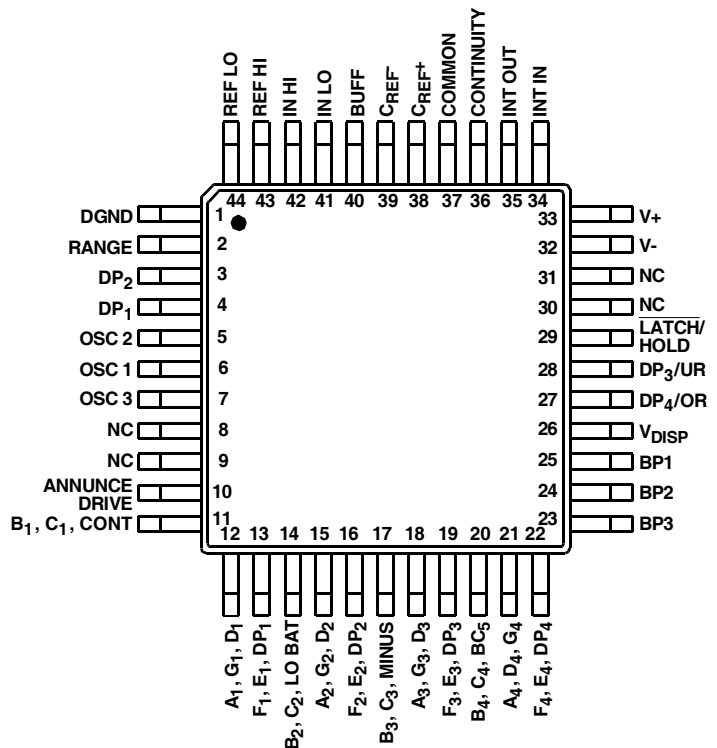 REF LO
REF HI
IN HI
IN LO
BUFF
CREF-
CREF+
COMMON
CONTINUITY
INT OUT
INT IN
44 43 42 41 40 39 38 37 36 35 34
DGND 1
RANGE 2
DP2 3
DP1 4
OSC 2 5
OSC 1 6
OSC 3 7
NC 8
NC 9
ANNUNCE
DRIVE 10
B1, C1, CONT 11
33 V+
32 V-
31 NC
30 NC
29 LATCH/
HOLD
28 DP3/UR
27 DP4/OR
26 VDISP
25 BP1
24 BP2
23 BP3
12 13 14 15 16 17 18 19 20 21 22
A1, G1, D1
F1, E1, DP1
B2, C2, LO BAT
A2, G2, D2
F2, E2, DP2
B3, C3, MINUS
A3, G3, D3
F3, E3, DP3
B4, C4, BC5
A4, D4, G4
F4, E4, DP4